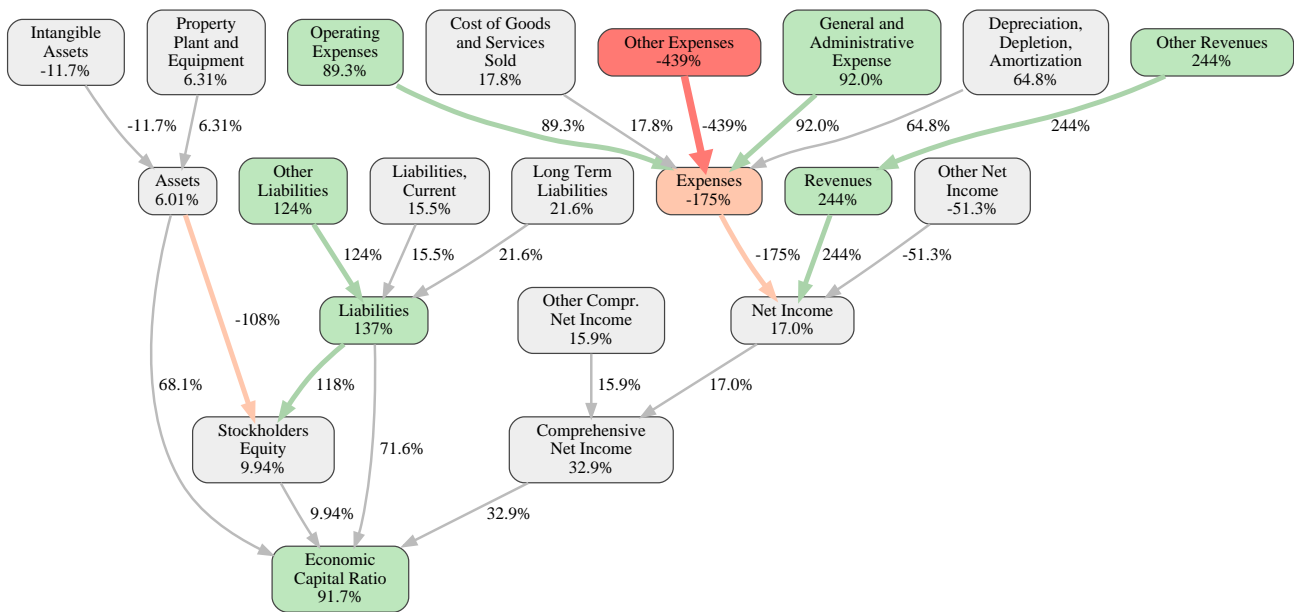 Intangible
Assets
-11.7%
Property
Plant and
Equipment
6.31%
Operating
Expenses
89.3%
Cost of Goods
and Services
Sold
17.8%
Other Expenses
-439%
General and
Administrative
Expense
92.0%
Depreciation,
Depletion,
Amortization
64.8%
Other Revenues
244%
-11.7%
6.31%
89.3%
17.8%
-439%
92.0%
64.8%
244%
Assets
6.01%
Other
Liabilities
124%
Liabilities,
Current
15.5%
Long Term
Liabilities
21.6%
Expenses
-175%
Revenues
244%
Other Net
Income
-51.3%
124%
15.5%
21.6%
-175%
244%
-51.3%
-108%
Liabilities
137%
Other Compr.
Net Income
15.9%
Net Income
17.0%
68.1%
118%
15.9%
17.0%
Stockholders
Equity
9.94%
71.6%
Comprehensive
Net Income
32.9%
9.94%
32.9%
Economic
Capital Ratio
91.7%